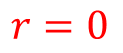 r = 0